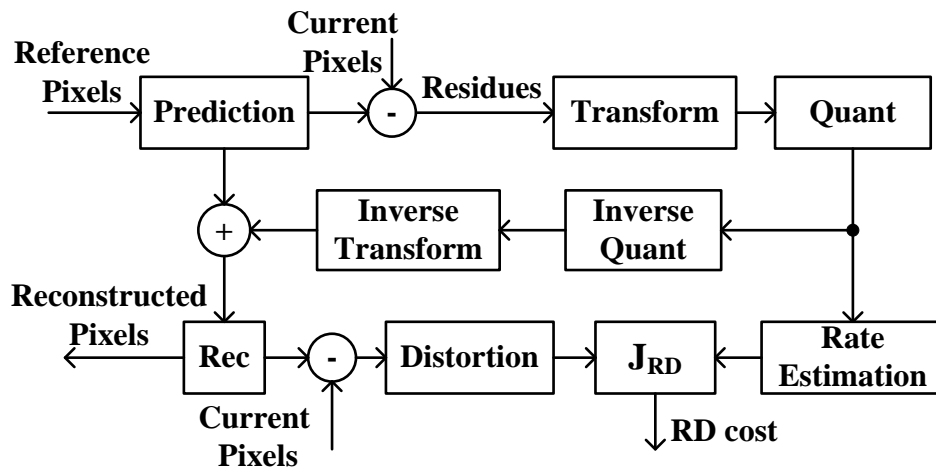 Current
Pixels
Reference
Pixels
Prediction
-
Residues
Transform
Quant
+
Inverse
Transform
Inverse
Quant
Reconstructed
Pixels
Rec
-
Distortion
J_RD
Rate
Estimation
Current
Pixels
RD cost